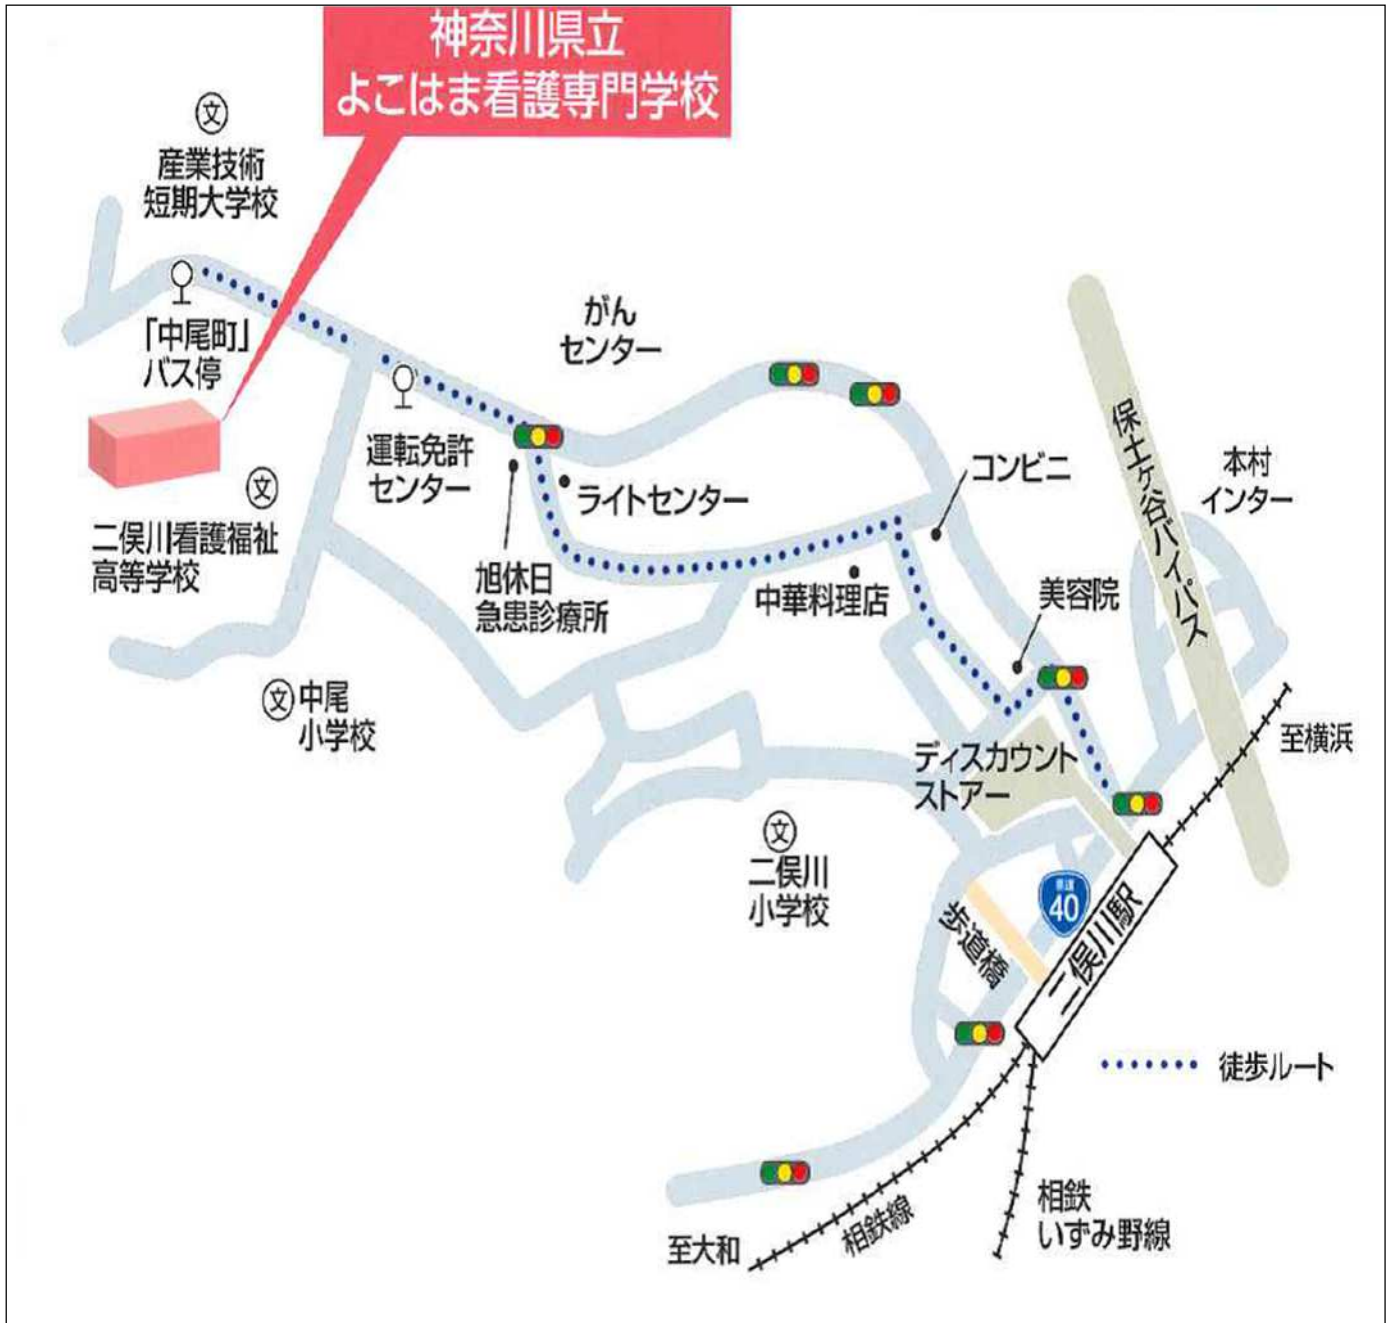 神奈川県立
よこはま看護専門学校
文
産業技術
短期大学校
「中尾町」
バス停
がん
センター
運転免許
センター
ライトセンター
コンビニ
保土ヶ谷バイパス
本村
インター
文
二俣川看護福祉
高等学校
旭休日
急患診療所
中華料理店
美容院
文 中尾
小学校
至横浜
ディスカウント
ストアー
文
二俣川
小学校
県道
40
歩道橋
二俣川駅
徒歩ルート
相鉄線
相鉄
いずみ野線
至大和